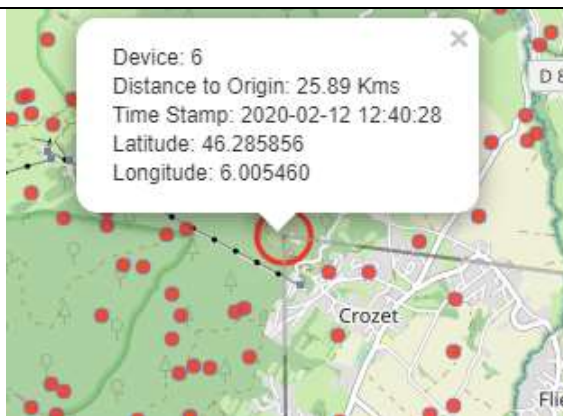 Device: 6
Distance to Origin: 25.89 Kms
Time Stamp: 2020-02-12 12:40:28
Latitude: 46.285856
Longitude: 6.005460
×
D 8
Crozet
Flie